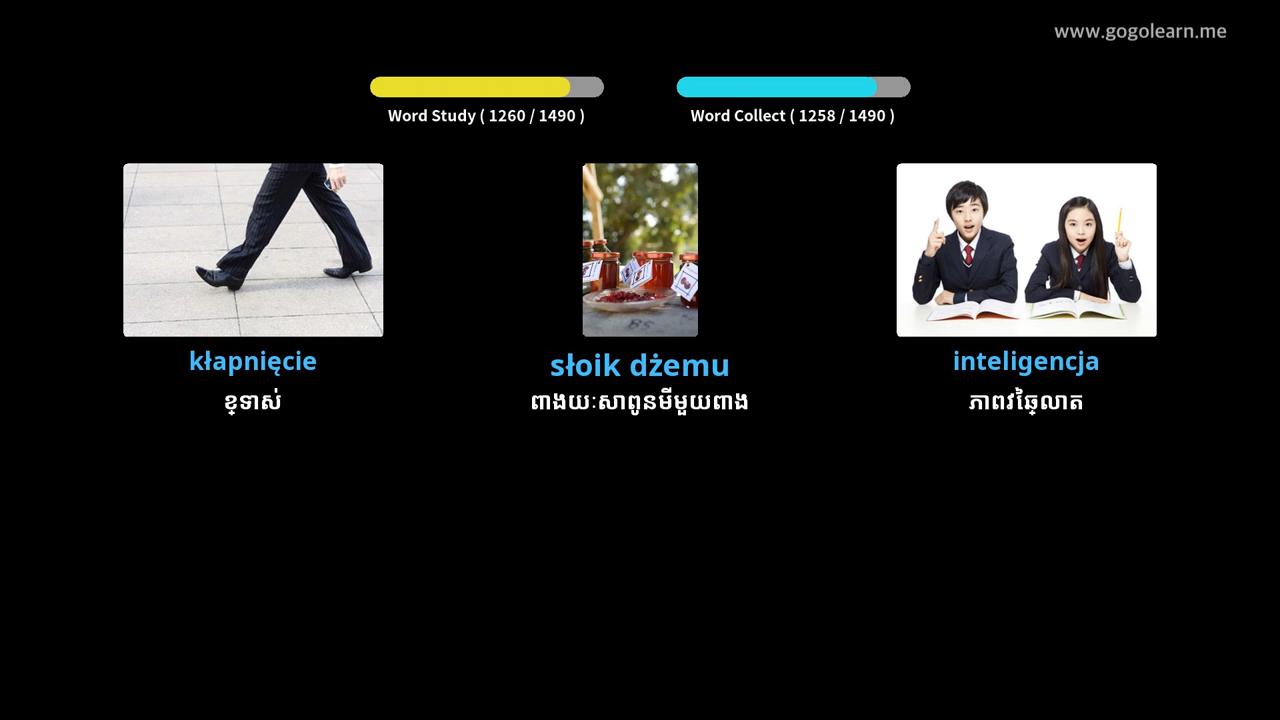 www.gogolearn.me
Word Study ( 1260 / 1490 )
Word Collect ( 1258 / 1490 )
kłapnięcie
ខ្ទាស់
słoik dżemu
ពាងយៈសាពូនមីមួយពាង
inteligencja
ភាពវៃឆ្លាត